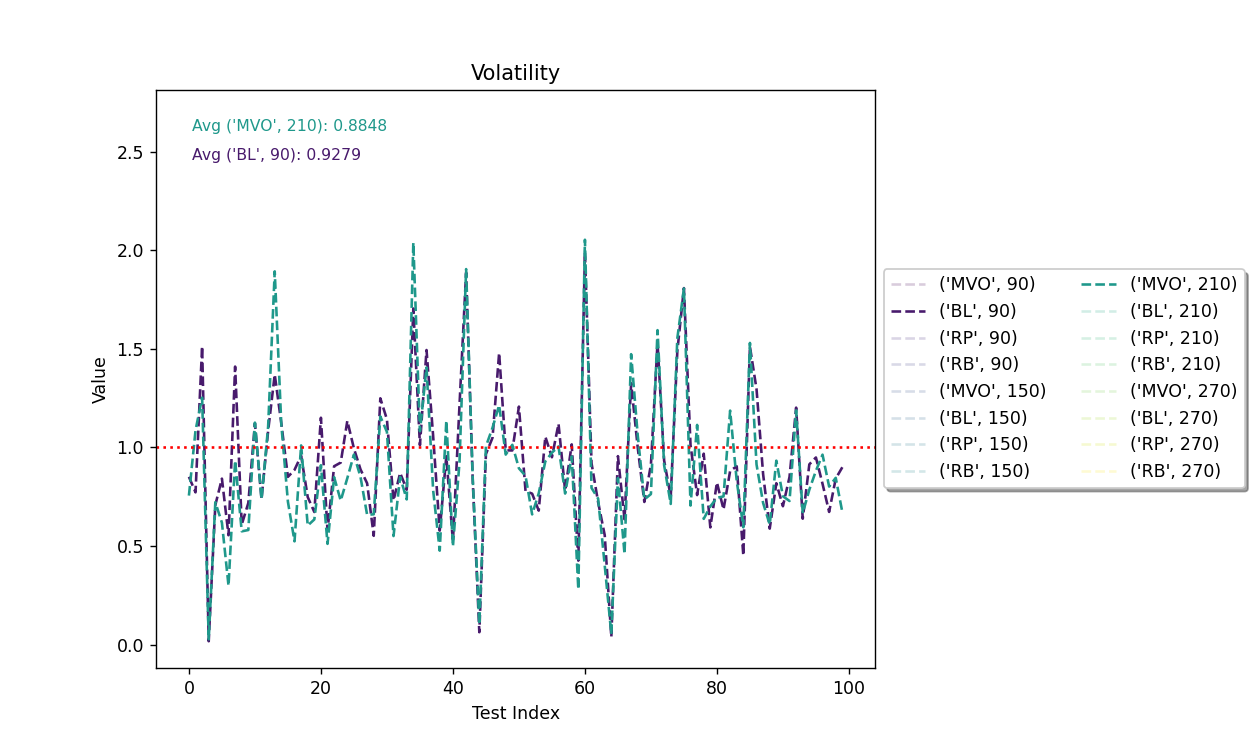 Volatility
Avg ('MVO', 210): 0.8848
Avg ('BL', 90): 0.9279
2.5
2.0
1.5
1.0
0.5
0.0
Value
0 20 40 60 80 100
Test Index
('MVO', 90) ('MVO', 210)
('BL', 90) ('BL', 210)
('RP', 90) ('RP', 210)
('RB', 90) ('RB', 210)
('MVO', 150) ('MVO', 270)
('BL', 150) ('BL', 270)
('RP', 150) ('RP', 270)
('RB', 150) ('RB', 270)